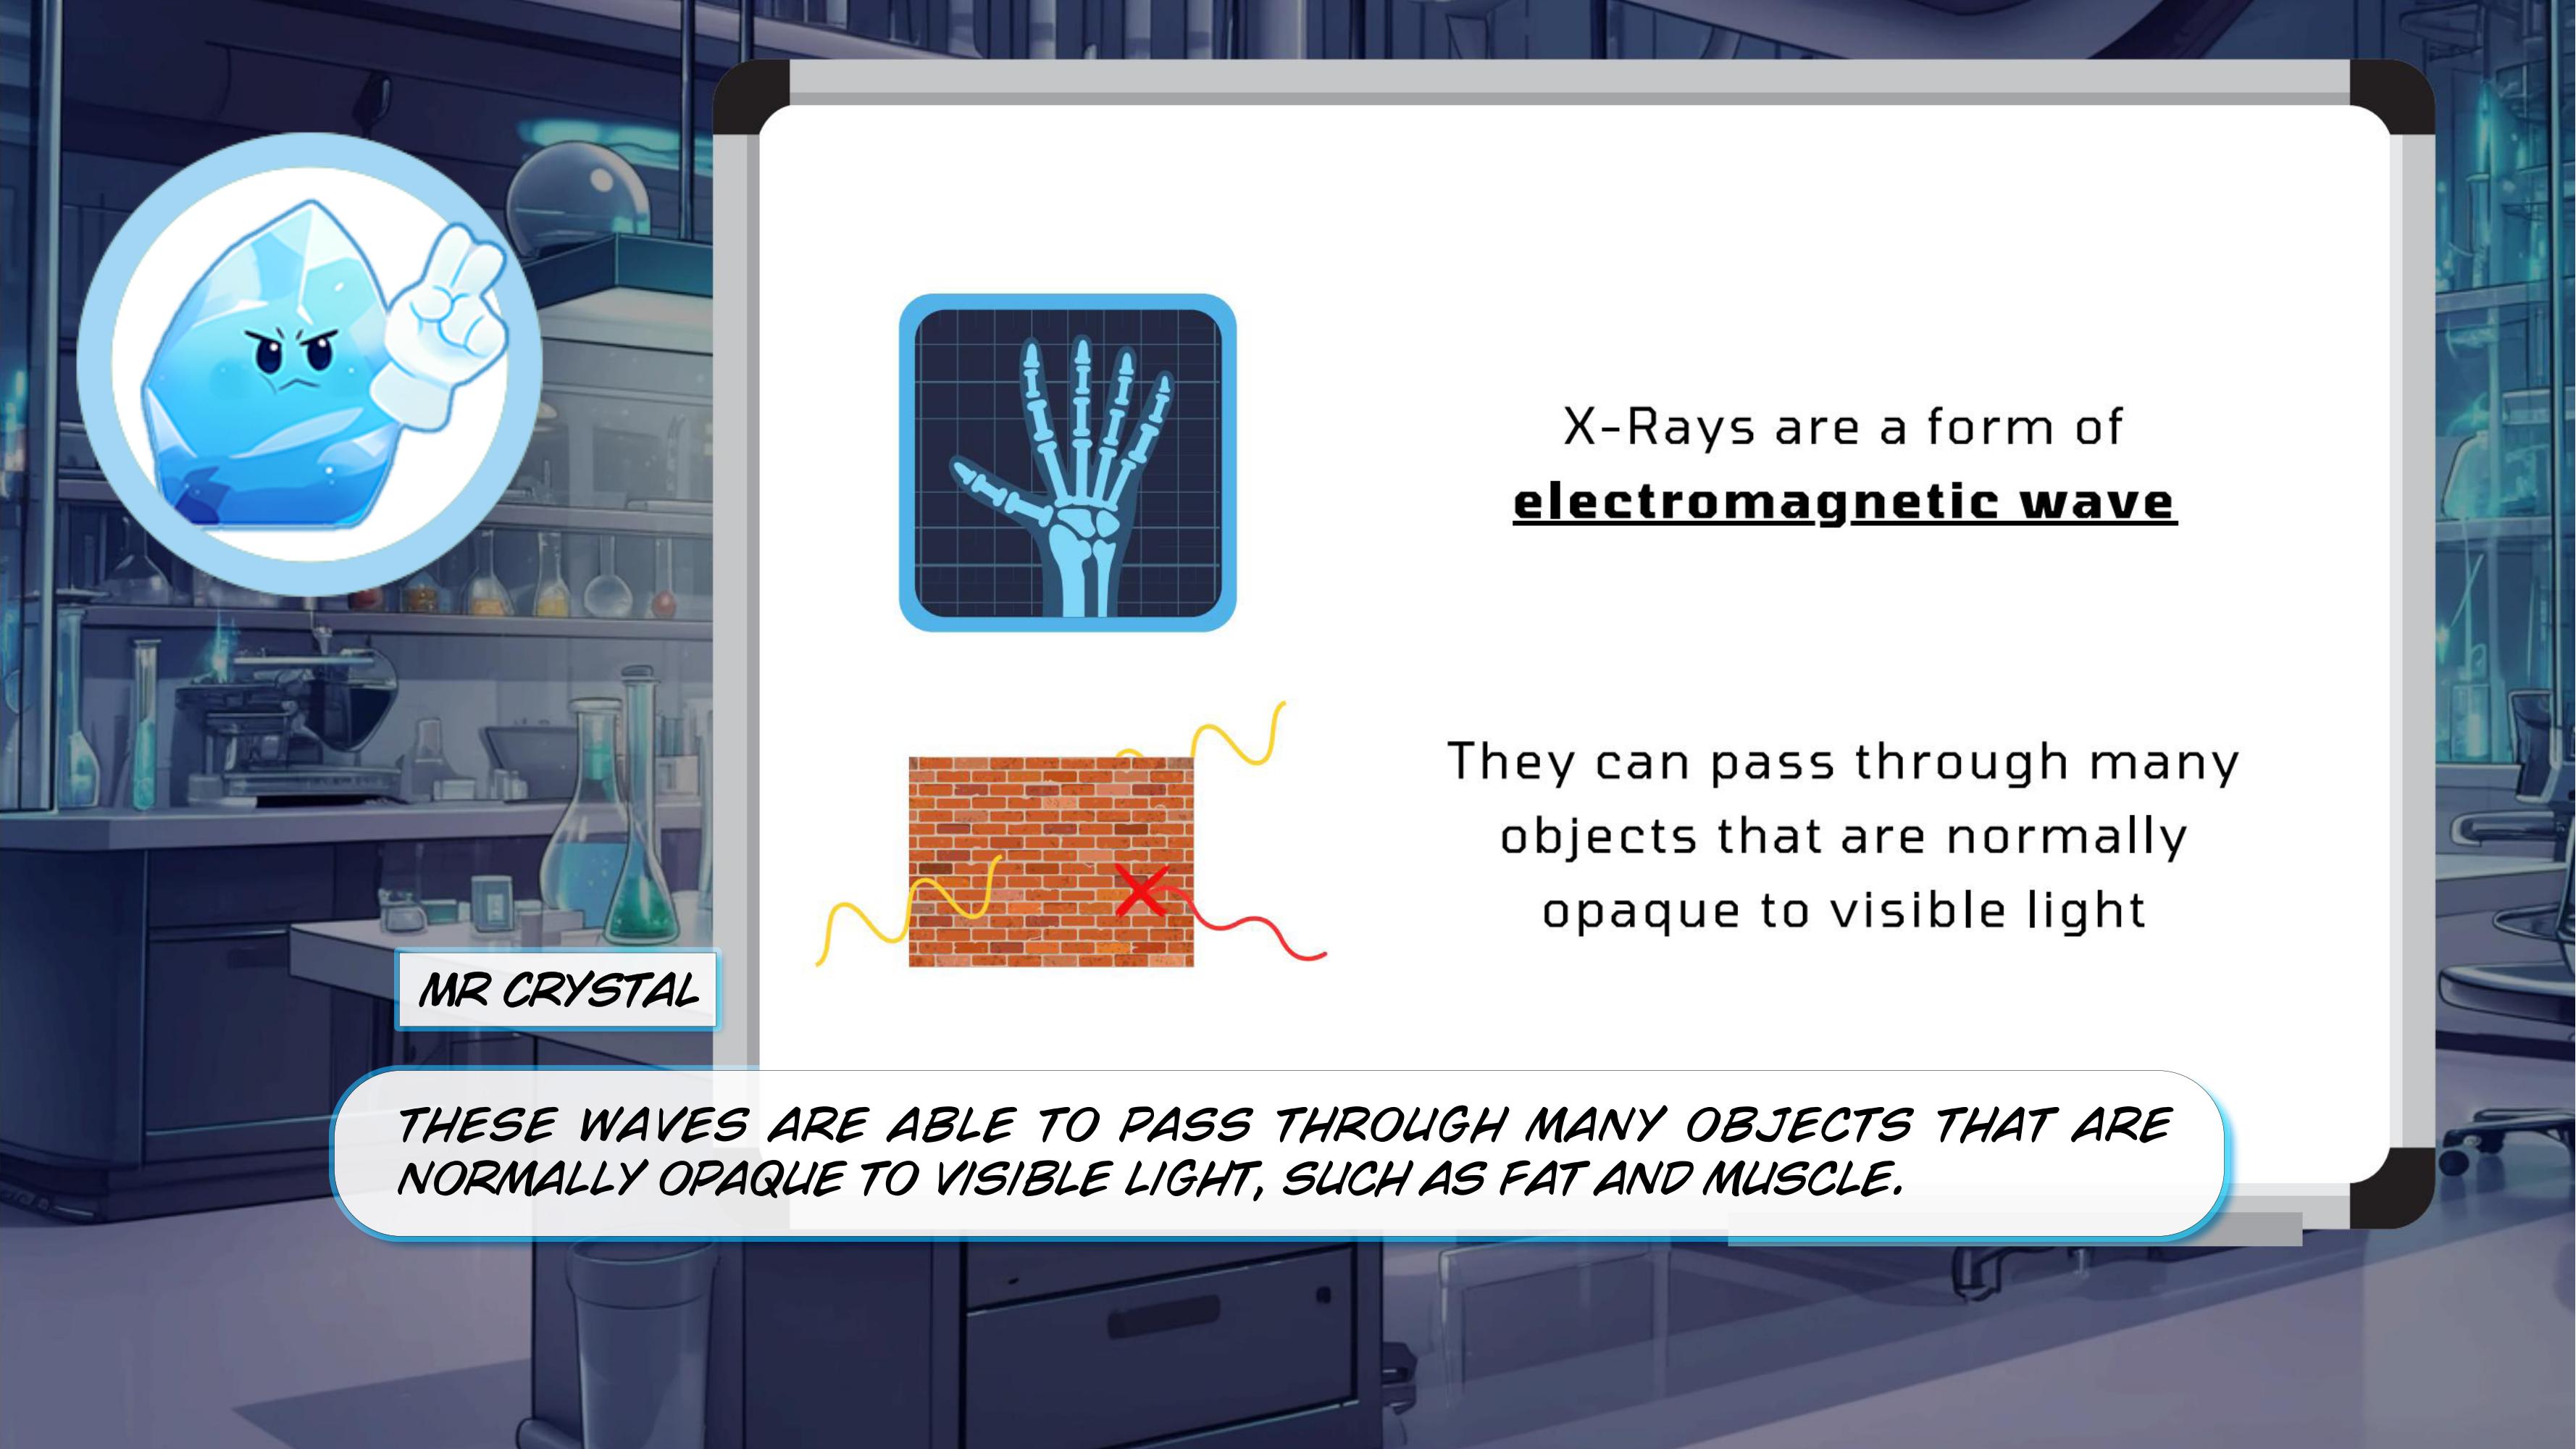 X-Rays are a form of
electromagnetic wave
They can pass through many
objects that are normally
opaque to visible light
MR CRYSTAL
THESE WAVES ARE ABLE TO PASS THROUGH MANY OBJECTS THAT ARE
NORMALLY OPAQUE TO VISIBLE LIGHT, SUCH AS FAT AND MUSCLE.